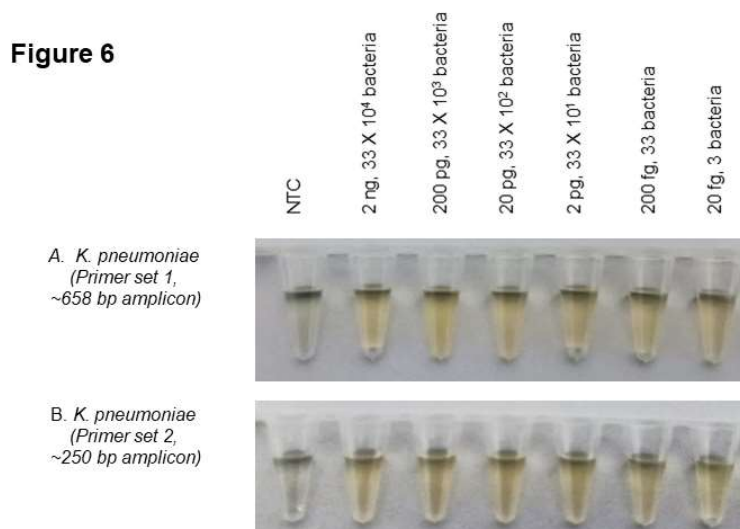 Figure 6
NTC
2 ng, 33 X 10⁴ bacteria
200 pg, 33 X 10³ bacteria
20 pg, 33 X 10² bacteria
2 pg, 33 X 10¹ bacteria
200 fg, 33 bacteria
20 fg, 3 bacteria
A. K. pneumoniae
(Primer set 1,
~658 bp amplicon)
B. K. pneumoniae
(Primer set 2,
~250 bp amplicon)